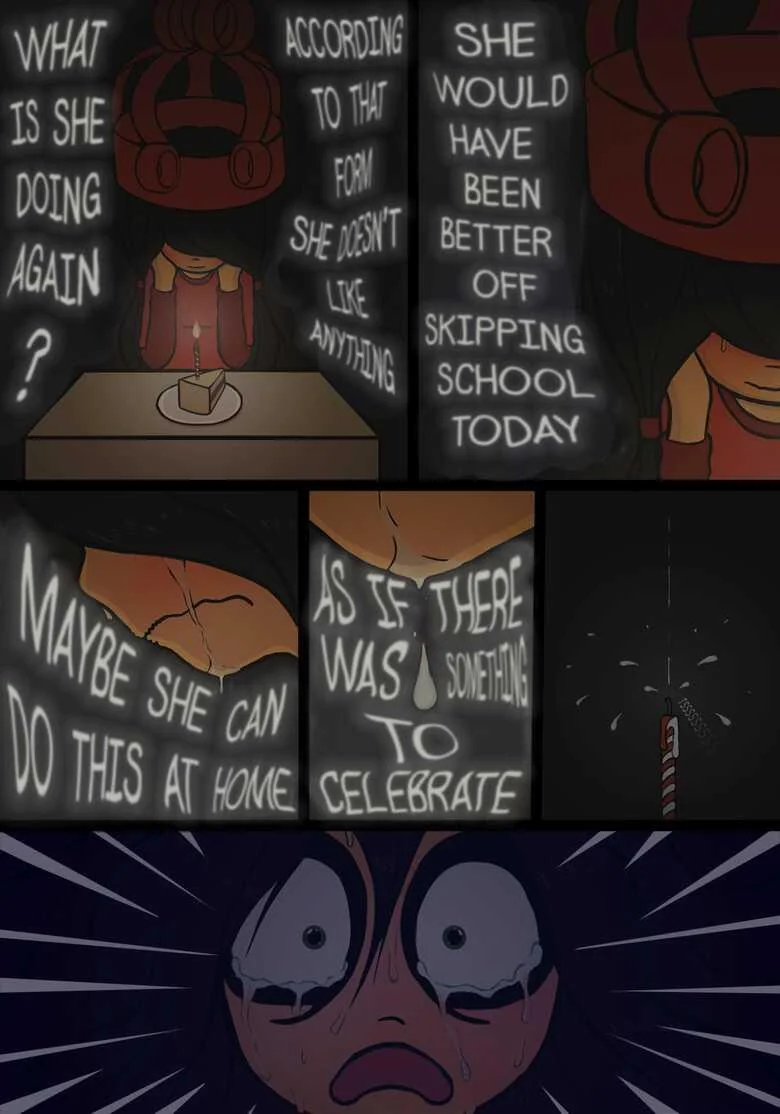 WHAT
IS SHE
DOING
AGAIN
?
ACCORDING
TO THAT
FORM
SHE DOESN'T
LIKE
ANYTHING
SHE
WOULD
HAVE
BEEN
BETTER
OFF
SKIPPING
SCHOOL
TODAY
MAYBE SHE CAN
DO THIS AT HOME
AS IF THERE
WAS SOMETHING
TO
CELEBRATE
SSSSSSS